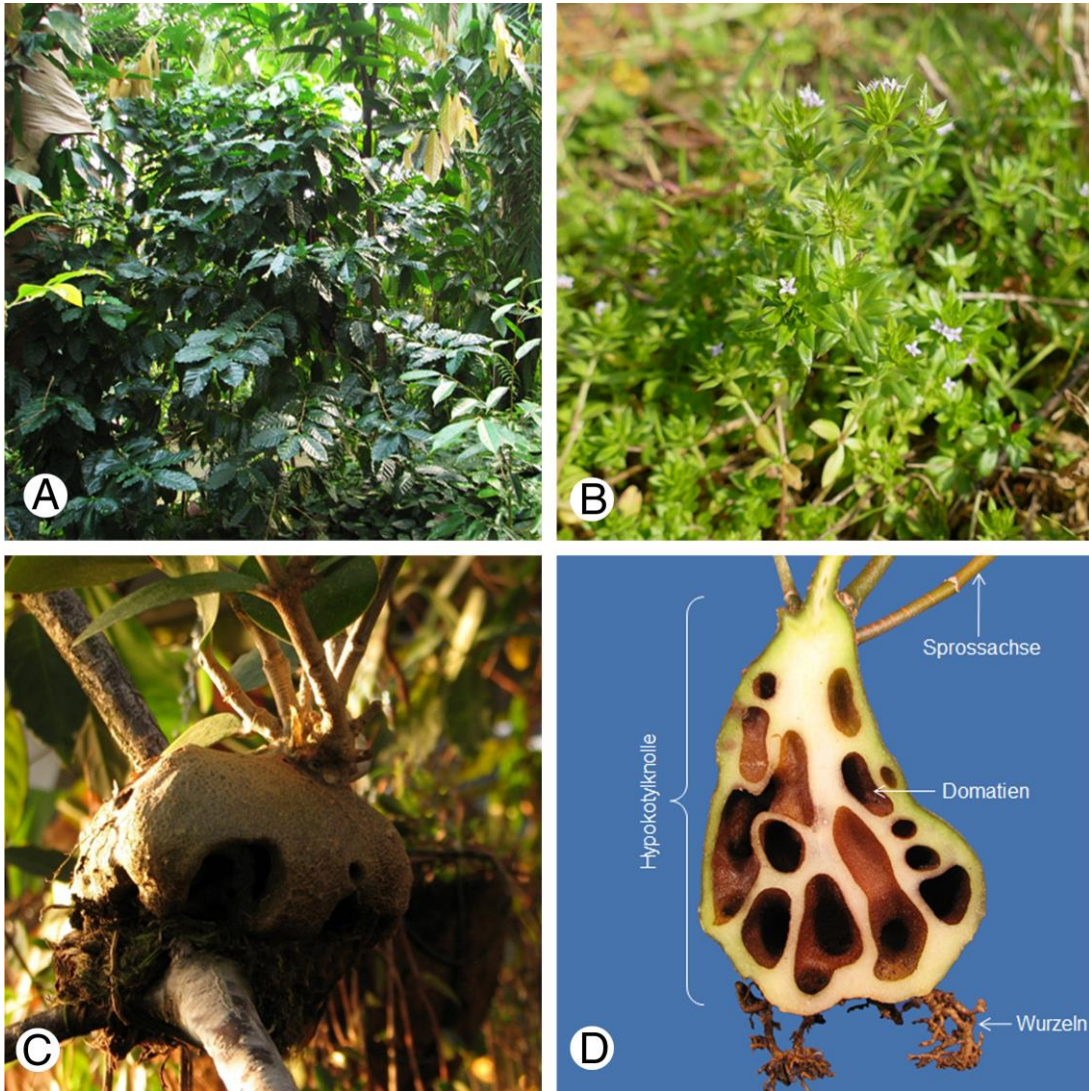 A
B
C
D
Sprossachse
Hypokotylknolle
Domatien
Wurzeln